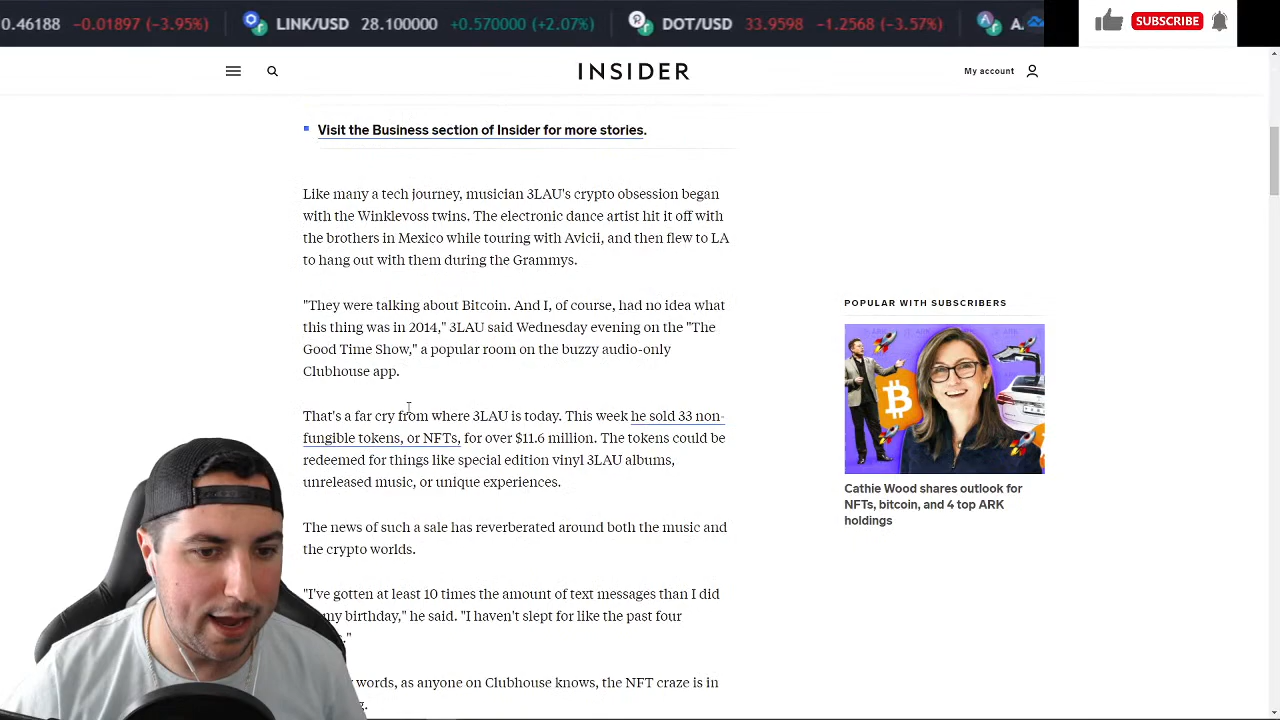 0.46188 -0.01897 (-3.95%) LINK/USD 28.100000 +0.570000 (+2.07%) DOT/USD 33.9598 -1.2568 (-3.57%)
SUBSCRIBE
INSIDER
My account
Visit the Business section of Insider for more stories.
Like many a tech journey, musician 3LAU's crypto obsession began
with the Winklevoss twins. The electronic dance artist hit it off with
the brothers in Mexico while touring with Avicii, and then flew to LA
to hang out with them during the Grammys.
"They were talking about Bitcoin. And I, of course, had no idea what
this thing was in 2014," 3LAU said Wednesday evening on the "The
Good Time Show," a popular room on the buzzy audio-only
Clubhouse app.
That's a far cry from where 3LAU is today. This week he sold 33 non-
fungible tokens, or NFTs, for over $11.6 million. The tokens could be
redeemed for things like special edition vinyl 3LAU albums,
unreleased music, or unique experiences.
The news of such a sale has reverberated around both the music and
the crypto worlds.
"I've gotten at least 10 times the amount of text messages than I did
my birthday," he said. "I haven't slept for like the past four
words, as anyone on Clubhouse knows, the NFT craze is in
POPULAR WITH SUBSCRIBERS
Cathie Wood shares outlook for
NFTs, bitcoin, and 4 top ARK
holdings